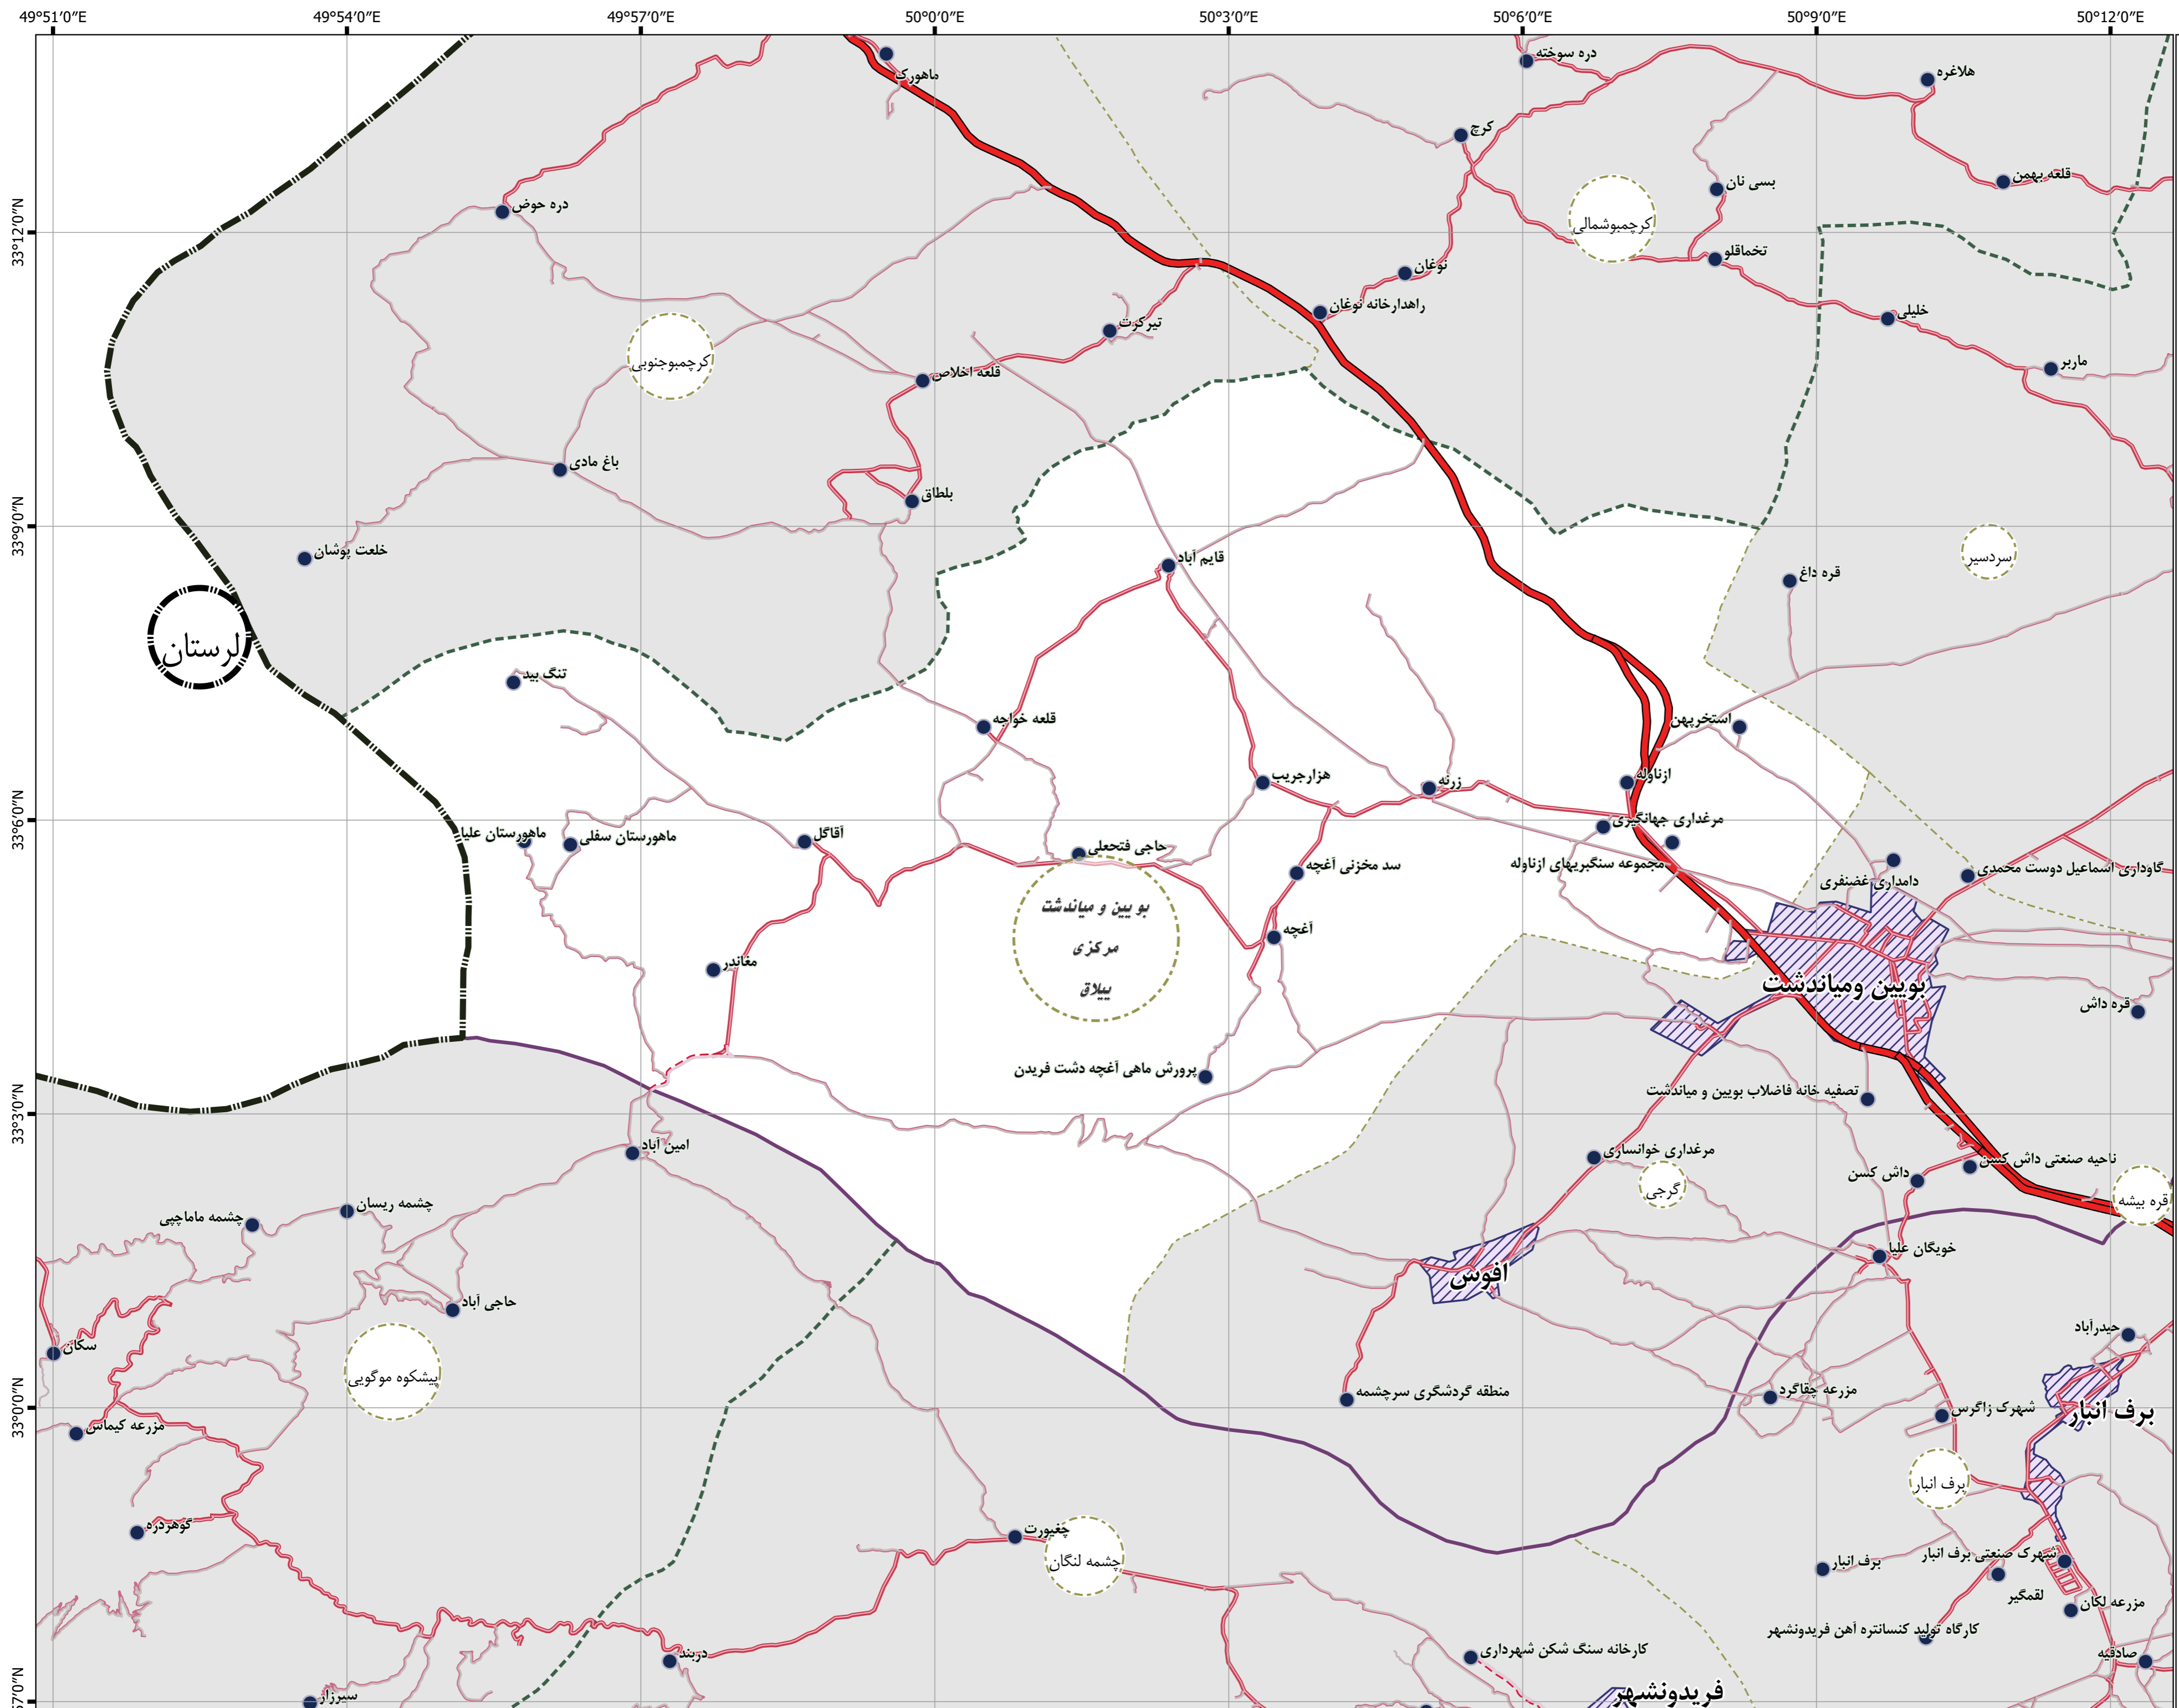 49°51'0"E
49°54'0"E
49°57'0"E
50°0'0"E
50°3'0"E
50°6'0"E
50°9'0"E
50°12'0"E
ماهورک
دره سوخته
هلاغره
کرچ
قلعه بهمن
بسی نان
دره حوض
کرچمبوشمالی
33°12'0"N
تخماقلو
نوغان
راهدارخانه نوغان
خلیلی
تیرکرت
کرچمبوجنوبی
ماربر
قلعه اخلاص
باغ مادی
بلطاق
33°9'0"N
خلعت پوشان
قایم آباد
سردسیر
قره داغ
لرستان
تنگ بید
قلعه خواجه
استخرپهن
هزارجریب
زرنه
ازناوله
33°6'0"N
ماهورستان علیا
ماهورستان سفلی
آقاگل
مرغداری جهانگیری
حاجی فتحعلی
سد مخزنی آغچه
مجموعه سنگبریهای ازناوله
گاوداری اسماعیل دوست محمدی
دامداری غضنفری
بو یین و میاندشت
مرکزی
ییلاق
آغچه
مغاندر
بویین ومیاندشت
قره داش
پرورش ماهی آغچه دشت فریدن
تصفیه خانه فاضلاب بویین و میاندشت
33°3'0"N
امین آباد
مرغداری خوانساری
ناحیه صنعتی داش کسن
داش کسن
گرجی
قره بیشه
چشمه ریسان
چشمه ماماچپی
خویگان علیا
افوس
حاجی آباد
حیدرآباد
سکان
پیشکوه موگویی
منطقه گردشگری سرچشمه
مزرعه چقاگرد
شهرک زاگرس
برف انبار
33°0'0"N
مزرعه کیماس
برف انبار
گوهردره
چغیورت
چشمه لنگان
برف انبار
شهرک صنعتی برف انبار
لقمگیر
مزرعه لکان
کارگاه تولید کنسانتره آهن فریدونشهر
دربند
کارخانه سنگ شکن شهرداری
صادقیه
سیرزار
فریدونشهر
7°0'0"N